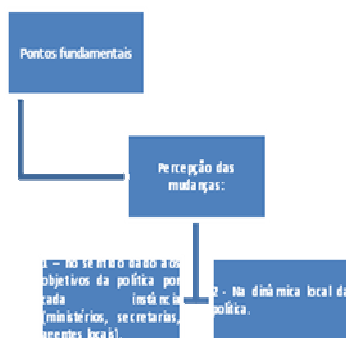 Pontos fundamentais
Percepção das
mudanças:
1 – no sentido dado aos
objetivos da política por
cada instância
(ministérios, secretarias,
agentes locais).
2 - Na dinâmica local da
política.